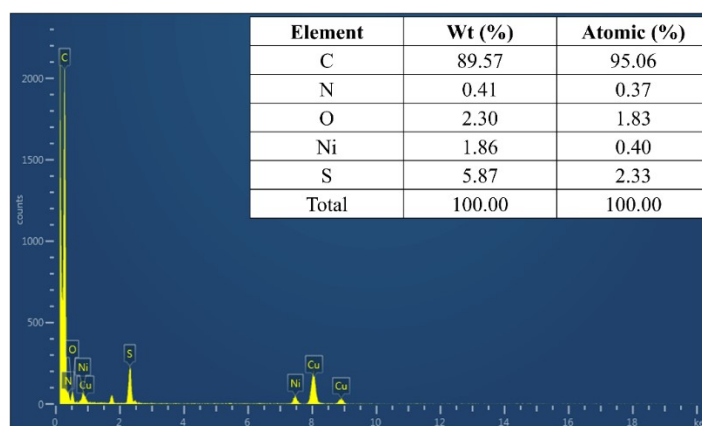 Element Wt (%) Atomic (%)
C 89.57 95.06
N 0.41 0.37
O 2.30 1.83
Ni 1.86 0.40
S 5.87 2.33
Total 100.00 100.00
C
2000
1500
counts
1000
500
O
Ni
S
N
Cu
Ni
Cu
Cu
0
0 2 4 6 8 10 12 14 16 18